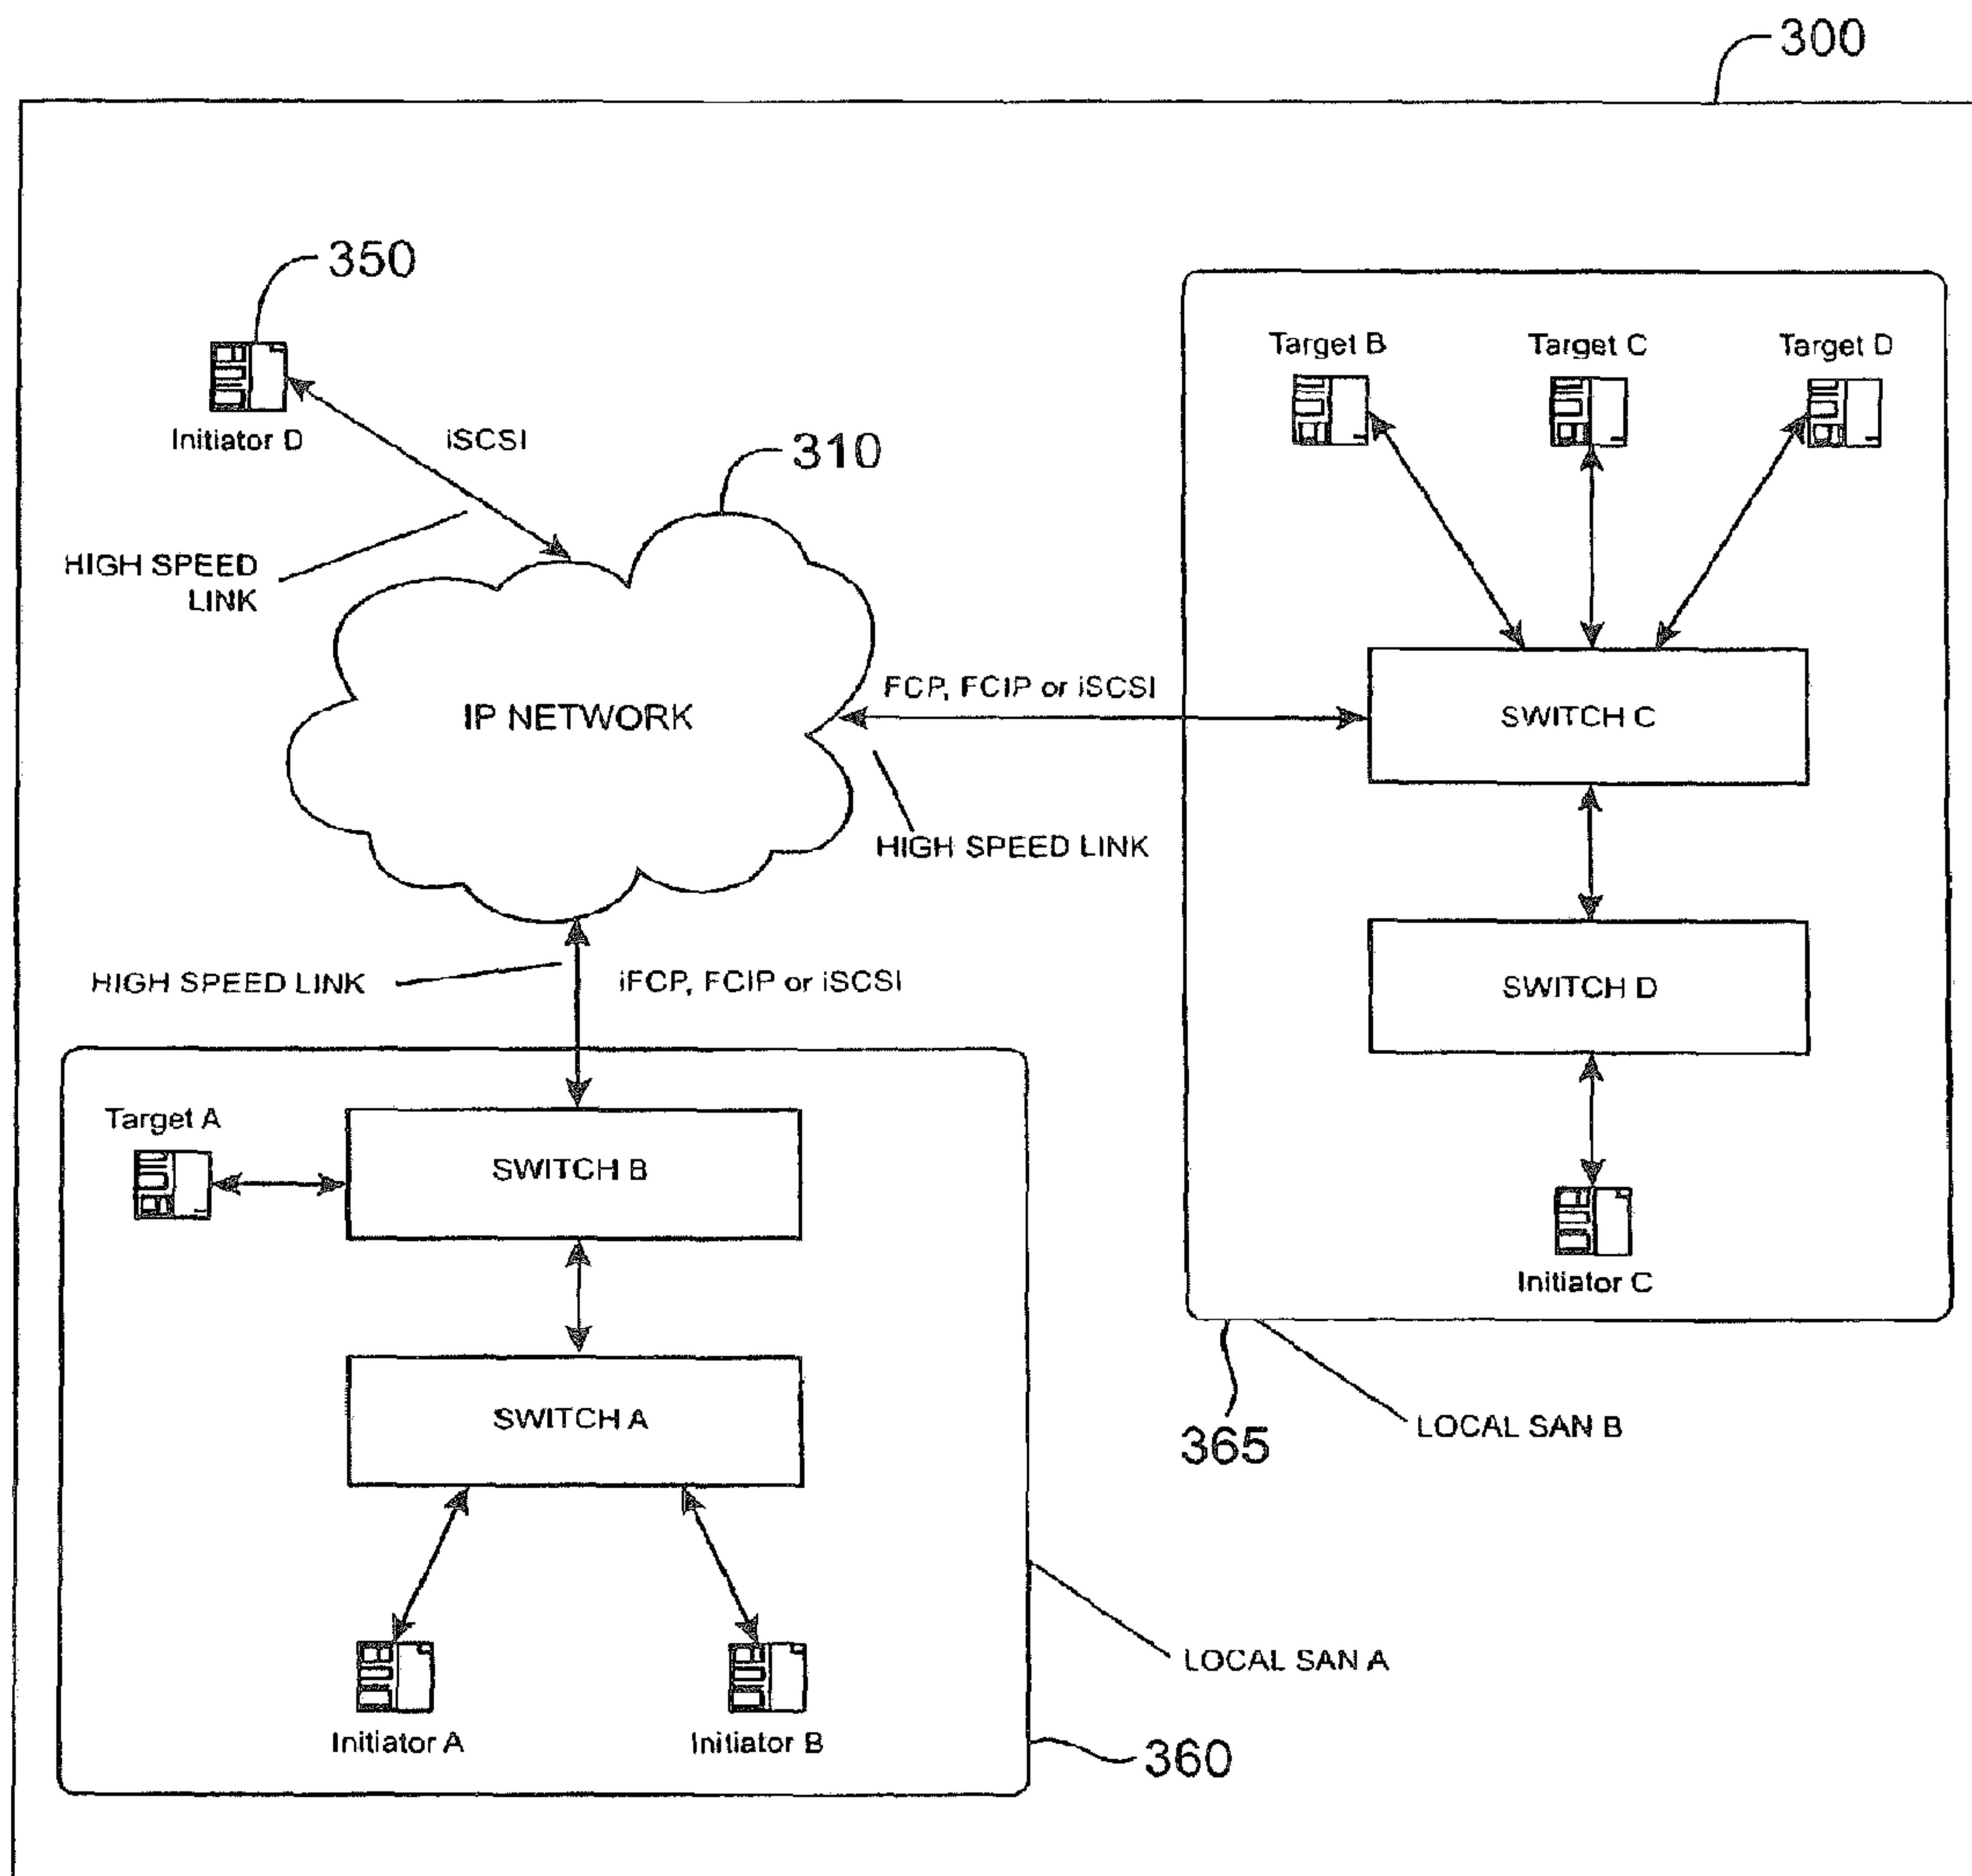 300
350
Initiator D
iSCSI
310
HIGH SPEED
LINK
IP NETWORK
Target B
Target C
Target D
FCP, FCIP or iSCSI
SWITCH C
HIGH SPEED LINK
SWITCH D
HIGH SPEED LINK
iFCP, FCIP or iSCSI
Target A
SWITCH B
Initiator C
SWITCH A
365
LOCAL SAN B
LOCAL SAN A
Initiator A
Initiator B
360